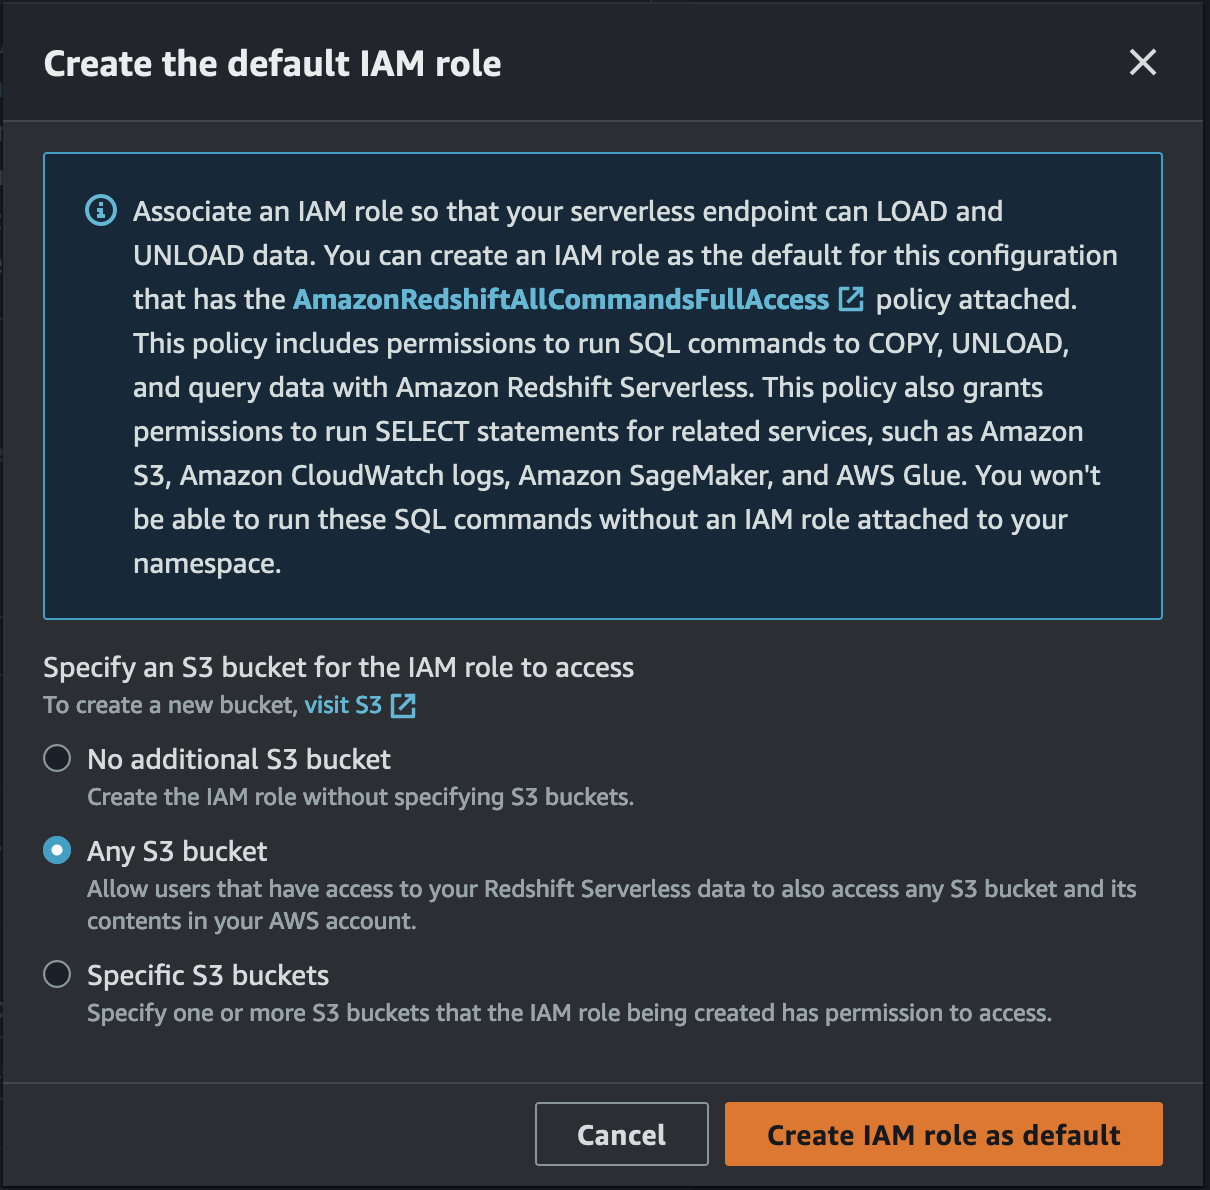 Create the default IAM role
Associate an IAM role so that your serverless endpoint can LOAD and
UNLOAD data. You can create an IAM role as the default for this configuration
that has the AmazonRedshiftAllCommandsFullAccess policy attached.
This policy includes permissions to run SQL commands to COPY, UNLOAD,
and query data with Amazon Redshift Serverless. This policy also grants
permissions to run SELECT statements for related services, such as Amazon
S3, Amazon CloudWatch logs, Amazon SageMaker, and AWS Glue. You won't
be able to run these SQL commands without an IAM role attached to your
namespace.
Specify an S3 bucket for the IAM role to access
To create a new bucket, visit S3
No additional S3 bucket
Create the IAM role without specifying S3 buckets.
Any S3 bucket
Allow users that have access to your Redshift Serverless data to also access any S3 bucket and its
contents in your AWS account.
Specific S3 buckets
Specify one or more S3 buckets that the IAM role being created has permission to access.
Cancel
Create IAM role as default